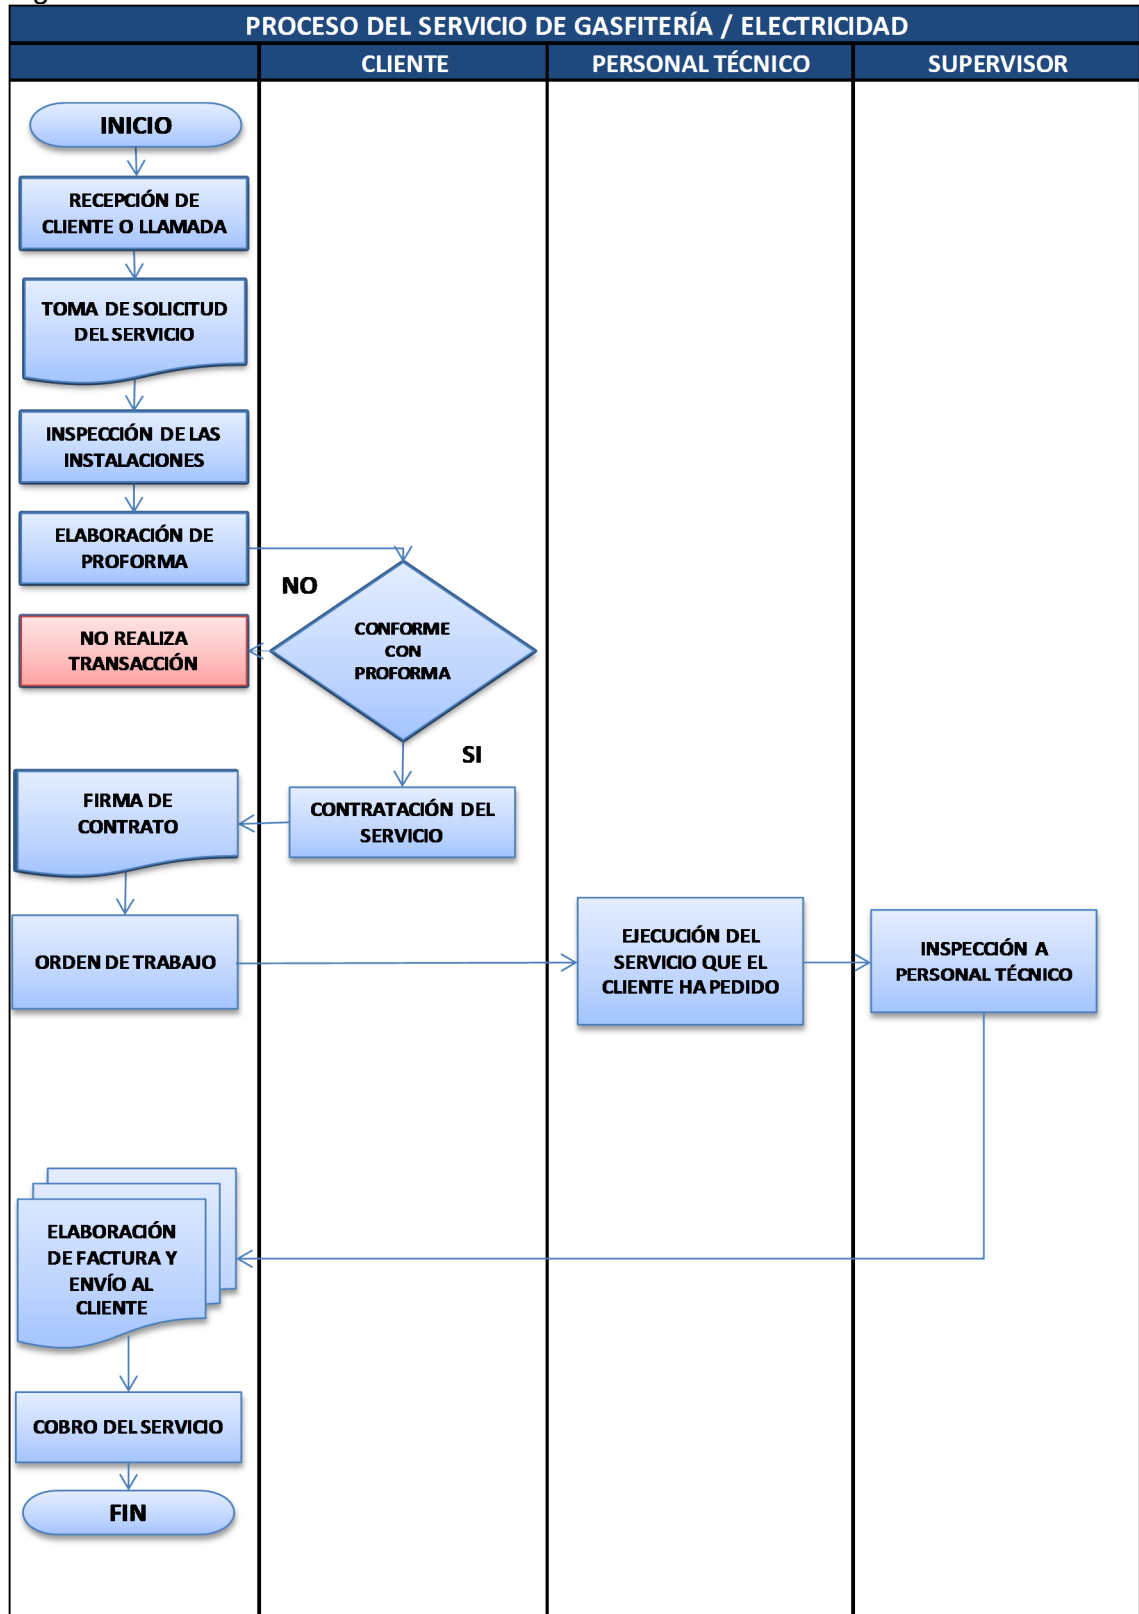 PROCESO DEL SERVICIO DE GASFITERÍA / ELECTRICIDAD
CLIENTE
PERSONAL TÉCNICO
SUPERVISOR
INICIO
RECEPCIÓN DE
CLIENTE O LLAMADA
TOMA DE SOLICITUD
DEL SERVICIO
INSPECCIÓN DE LAS
INSTALACIONES
ELABORACIÓN DE
PROFORMA
NO
CONFORME
CON
PROFORMA
NO REALIZA
TRANSACCIÓN
SI
CONTRATACIÓN DEL
SERVICIO
FIRMA DE
CONTRATO
ORDEN DE TRABAJO
EJECUCIÓN DEL
SERVICIO QUE EL
CLIENTE HA PEDIDO
INSPECCIÓN A
PERSONAL TÉCNICO
ELABORACIÓN
DE FACTURA Y
ENVÍO AL
CLIENTE
COBRO DEL SERVICIO
FIN